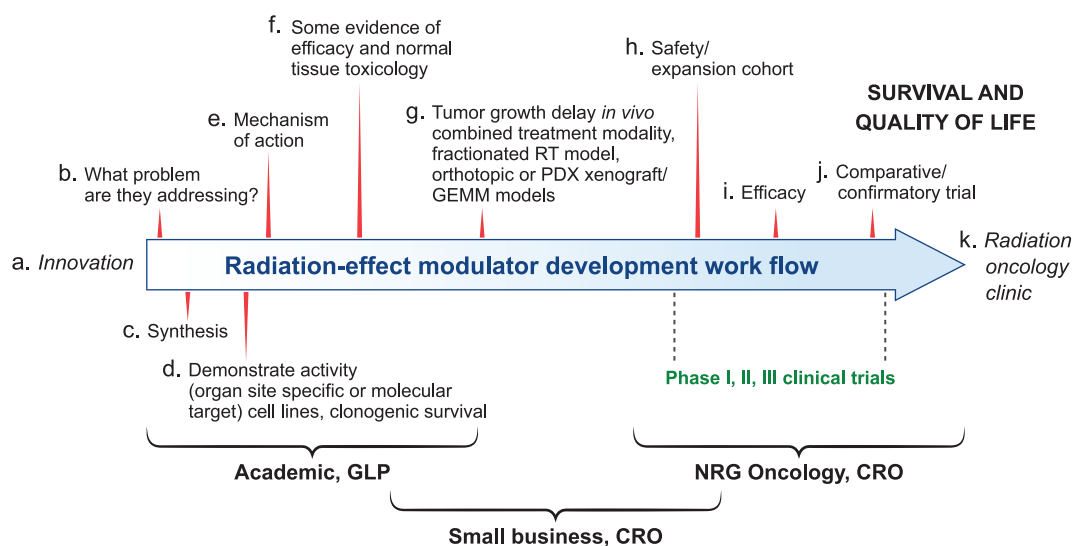 f. Some evidence of
efficacy and normal
tissue toxicology
h. Safety/
expansion cohort
SURVIVAL AND
QUALITY OF LIFE
e. Mechanism
of action
g. Tumor growth delay in vivo
combined treatment modality,
fractionated RT model,
orthotopic or PDX xenograft/
GEMM models
b. What problem
are they addressing?
i. Efficacy
j. Comparative/
confirmatory trial
a. Innovation
Radiation-effect modulator development work flow
k. Radiation
oncology
clinic
c. Synthesis
d. Demonstrate activity
(organ site specific or molecular
target) cell lines, clonogenic survival
Phase I, II, III clinical trials
Academic, GLP
NRG Oncology, CRO
Small business, CRO